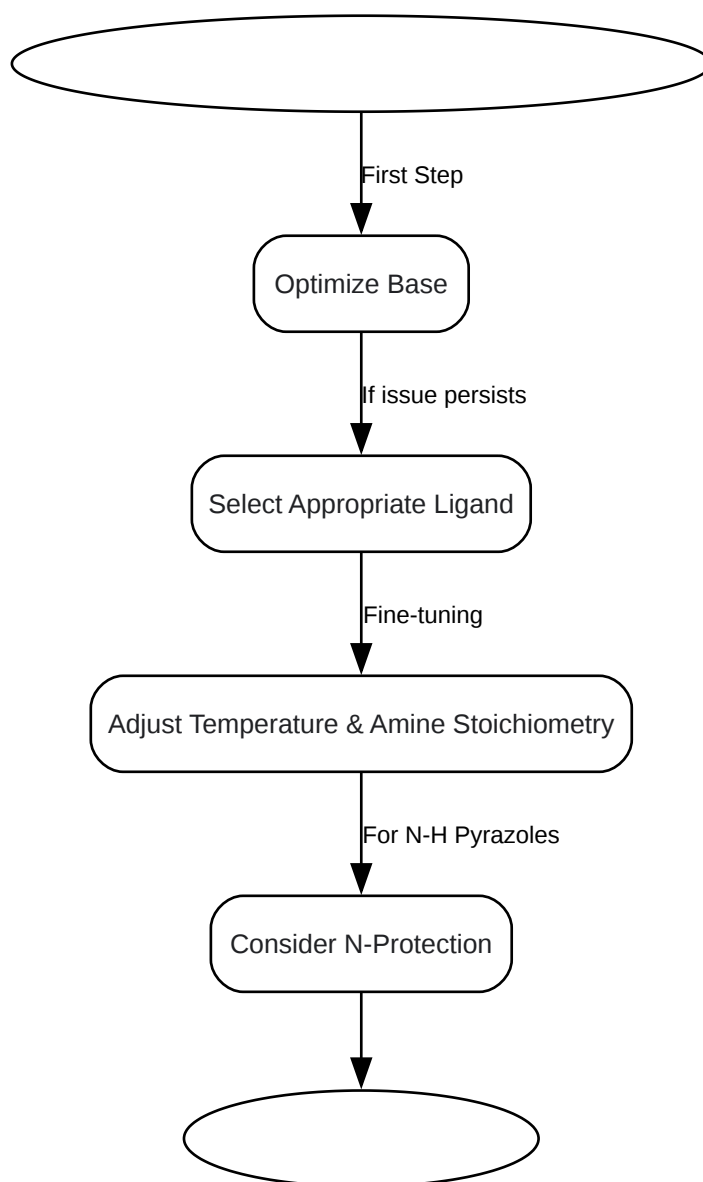 First Step
Optimize Base
If issue persists
Select Appropriate Ligand
Fine-tuning
Adjust Temperature & Amine Stoichiometry
For N-H Pyrazoles
Consider N-Protection